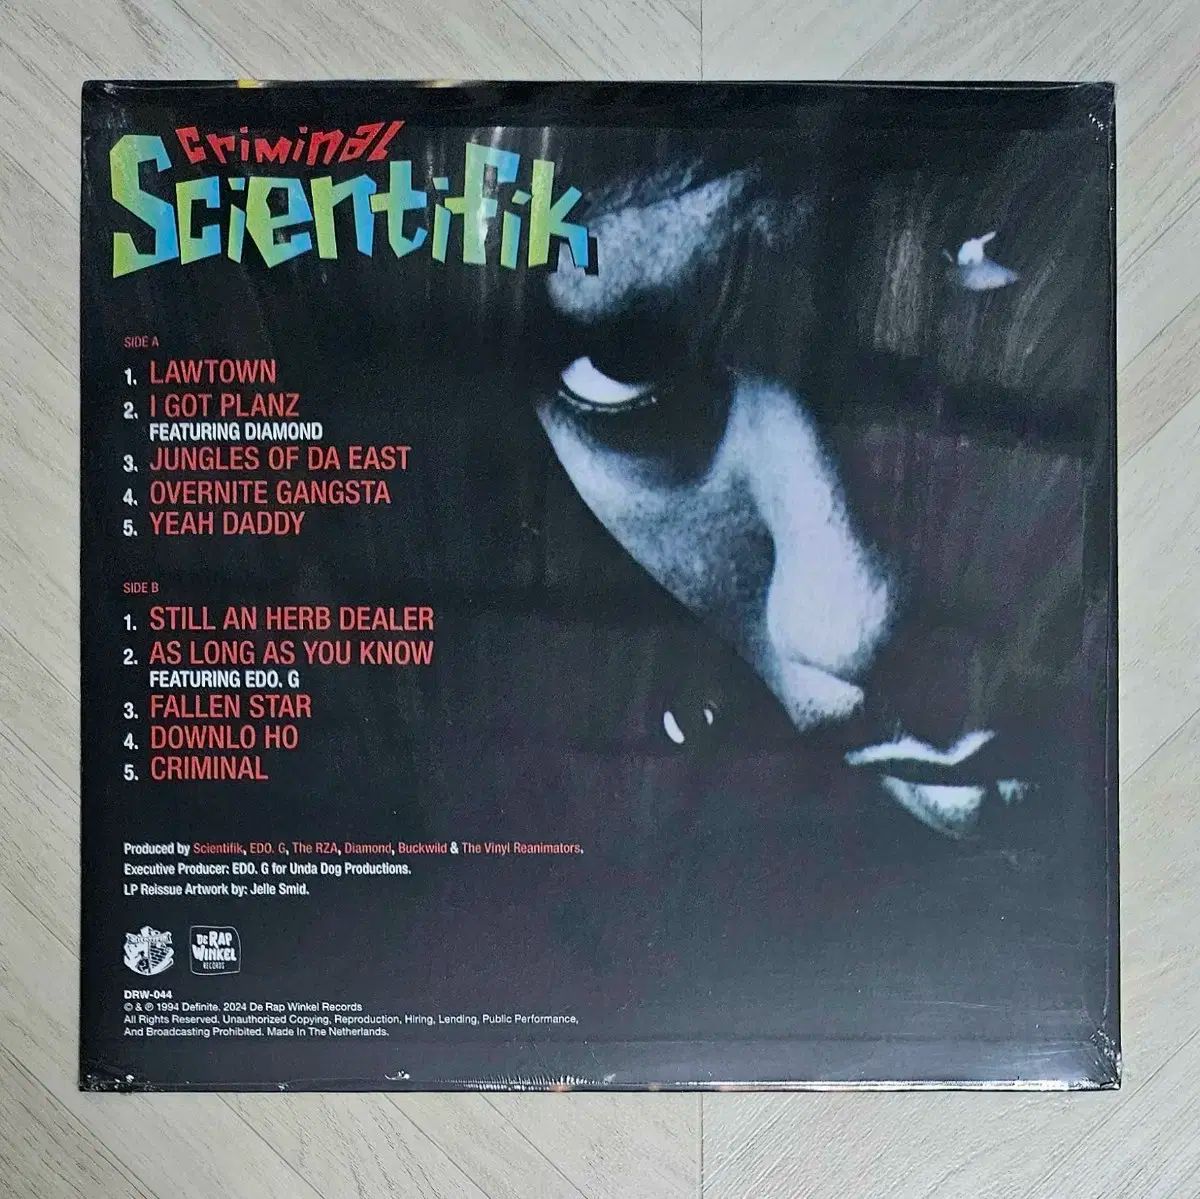 Criminal
Scientifik
SIDE A
1. LAWTOWN
2. I GOT PLANZ
FEATURING DIAMOND
3. JUNGLES OF DA EAST
4. OVERNITE GANGSTA
5. YEAH DADDY
SIDE B
1. STILL AN HERB DEALER
2. AS LONG AS YOU KNOW
FEATURING EDO. G
3. FALLEN STAR
4. DOWNLO HO
5. CRIMINAL
Produced by Scientifik, EDO. G, The RZA, Diamond, Buckwild & The Vinyl Reanimators.
Executive Producer: EDO. G for Unda Dog Productions.
LP Reissue Artwork by: Jelle Smid.
DE RAP
WINKEL
RECORDS
DRW-044
© & ℗ 1994 Definite. 2024 De Rap Winkel Records
All Rights Reserved. Unauthorized Copying, Reproduction, Hiring, Lending, Public Performance,
And Broadcasting Prohibited. Made In The Netherlands.